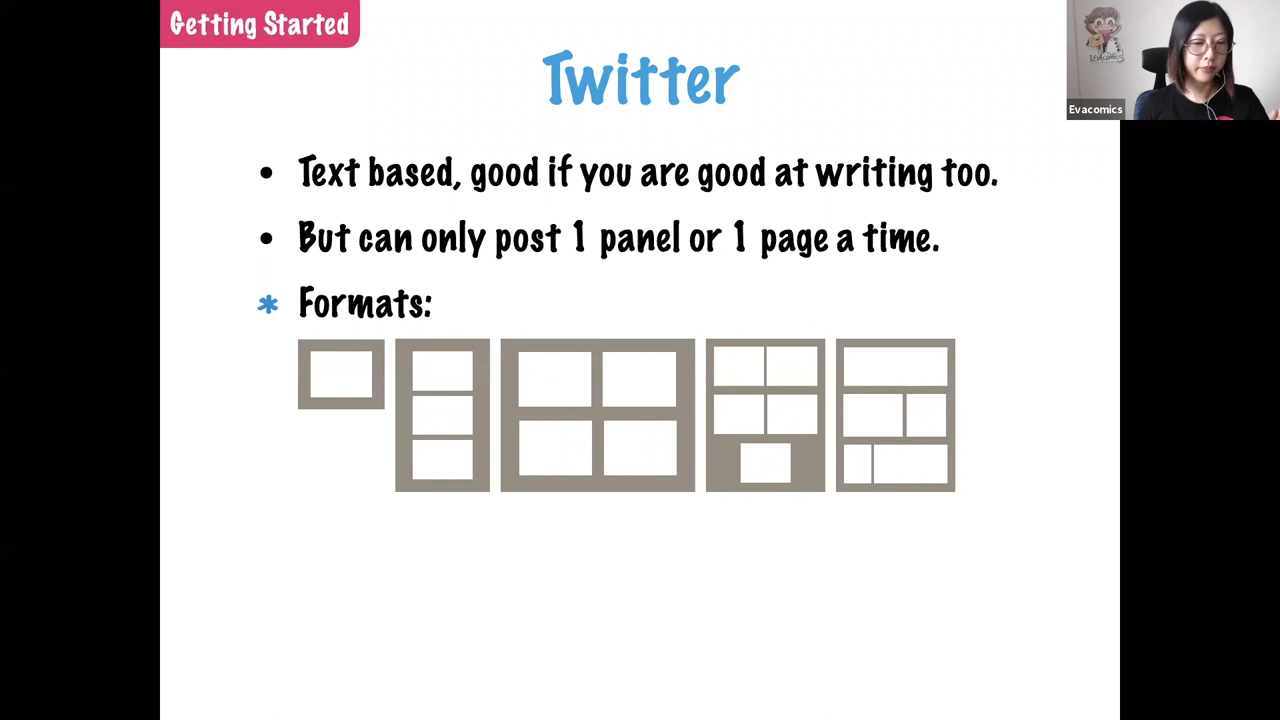 Getting Started
Twitter
• Text based, good if you are good at writing too.
• But can only post 1 panel or 1 page a time.
* Formats:
EVACOMICS
Evacomics